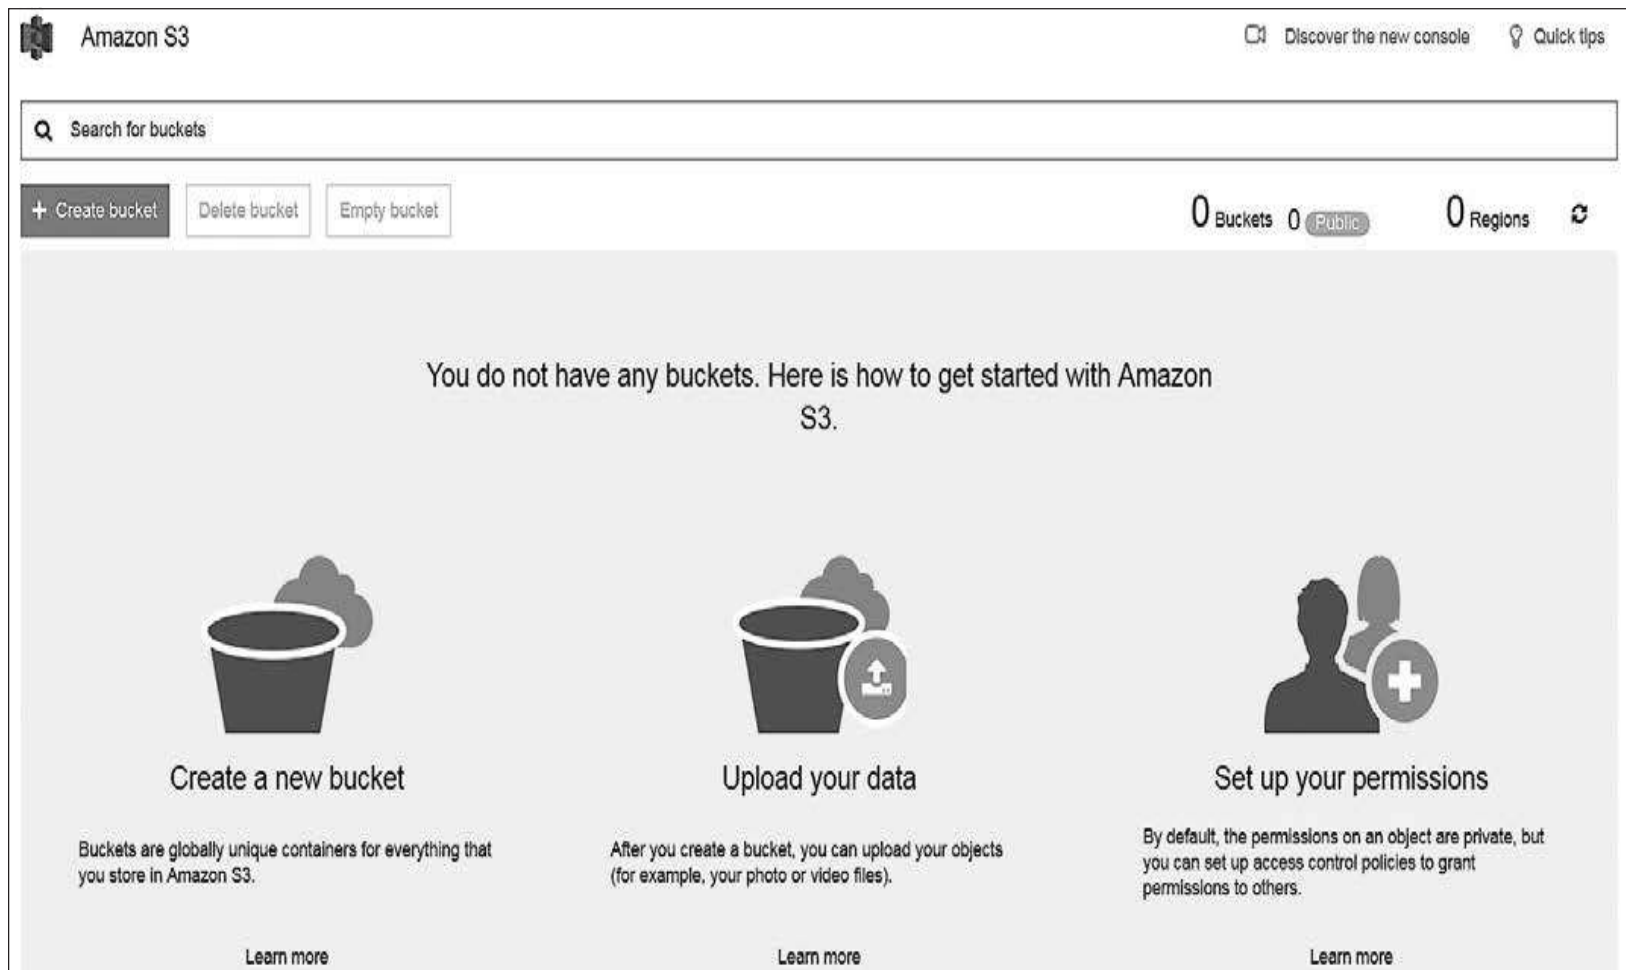 Amazon S3
Discover the new console
Quick tips
Search for buckets
+ Create bucket
Delete bucket
Empty bucket
0 Buckets 0 Public
0 Regions
You do not have any buckets. Here is how to get started with Amazon
S3.
Create a new bucket
Buckets are globally unique containers for everything that
you store in Amazon S3.
Learn more
Upload your data
After you create a bucket, you can upload your objects
(for example, your photo or video files).
Learn more
Set up your permissions
By default, the permissions on an object are private, but
you can set up access control policies to grant
permissions to others.
Learn more